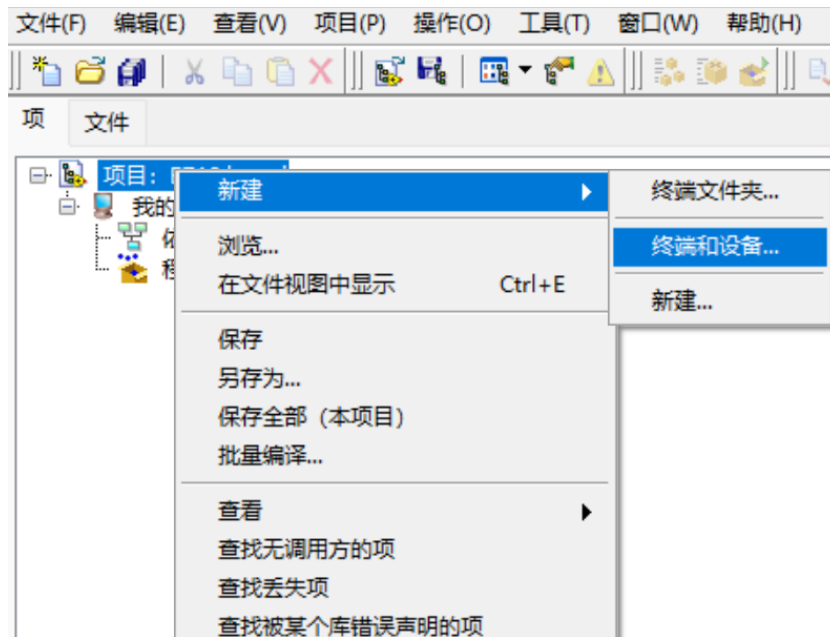 文件(F) 编辑(E) 查看(V) 项目(P) 操作(O) 工具(T) 窗口(W) 帮助(H)
项 文件
项目:
我的
新建
终端文件夹...
终端和设备...
新建...
浏览...
在文件视图中显示 Ctrl+E
保存
另存为...
保存全部（本项目）
批量编译...
查看
查找无调用方的项
查找丢失项
查找被某个库错误声明的项